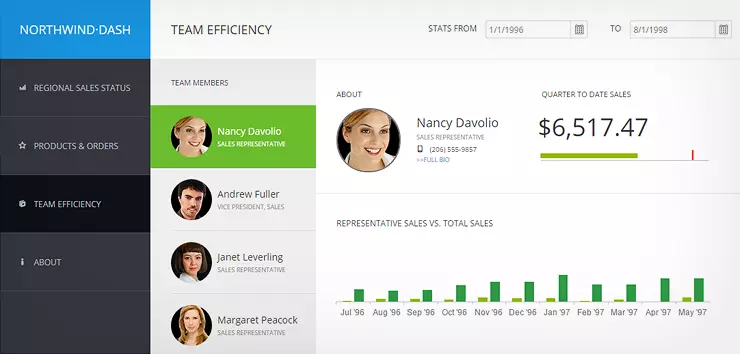 NORTHWIND·DASH
TEAM EFFICIENCY
STATS FROM
1/1/1996
TO
8/1/1998
REGIONAL SALES STATUS
PRODUCTS & ORDERS
TEAM EFFICIENCY
ABOUT
TEAM MEMBERS
Nancy Davolio
SALES REPRESENTATIVE
Andrew Fuller
VICE PRESIDENT, SALES
Janet Leverling
SALES REPRESENTATIVE
Margaret Peacock
SALES REPRESENTATIVE
ABOUT
Nancy Davolio
SALES REPRESENTATIVE
(206) 555-9857
»»FULL BIO
QUARTER TO DATE SALES
$6,517.47
REPRESENTATIVE SALES VS. TOTAL SALES
Jul '96 Aug '96 Sep '96 Oct '96 Nov '96 Dec '96 Jan '97 Feb '97 Mar '97 Apr '97 May '97